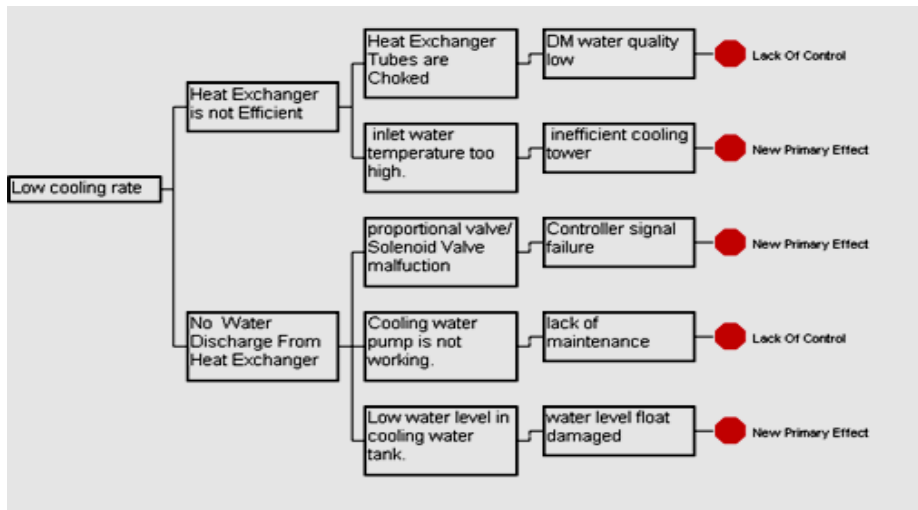 Heat Exchanger
Tubes are
Choked
DM water quality
low
Lack Of Control
Heat Exchanger
is not Efficient
inlet water
temperature too
high.
inefficient cooling
tower
New Primary Effect
Low cooling rate
proportional valve/
Solenoid Valve
malfuction
Controller signal
failure
New Primary Effect
No Water
Discharge From
Heat Exchanger
Cooling water
pump is not
working.
lack of
maintenance
Lack Of Control
Low water level in
cooling water
tank.
water level float
damaged
New Primary Effect